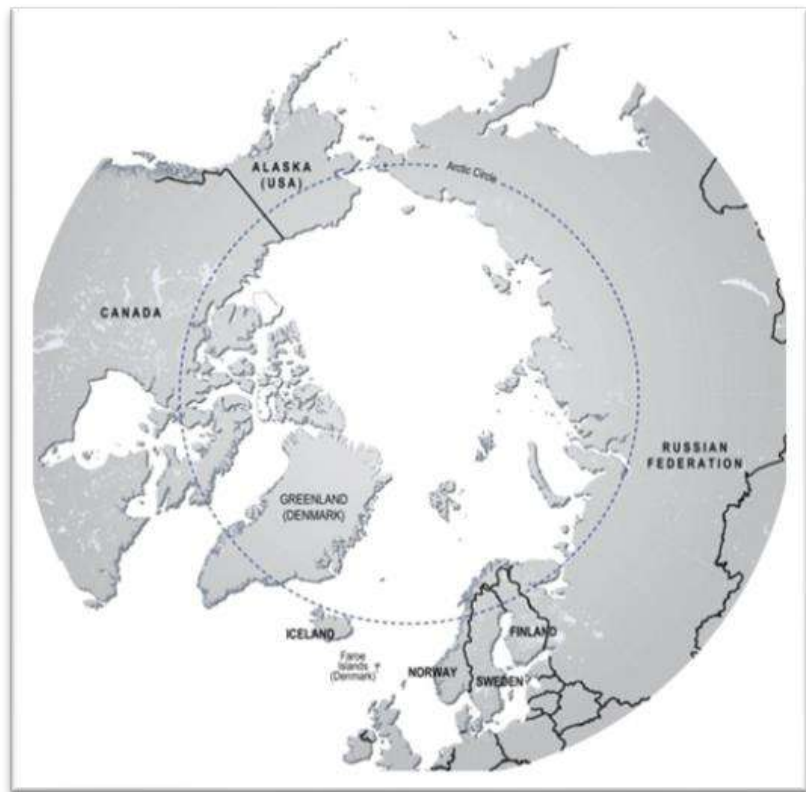 ALASKA
(USA)
Arctic Circle
CANADA
RUSSIAN
FEDERATION
GREENLAND
(DENMARK)
ICELAND
Faroe
Islands
(Denmark)
NORWAY
FINLAND
SWEDEN